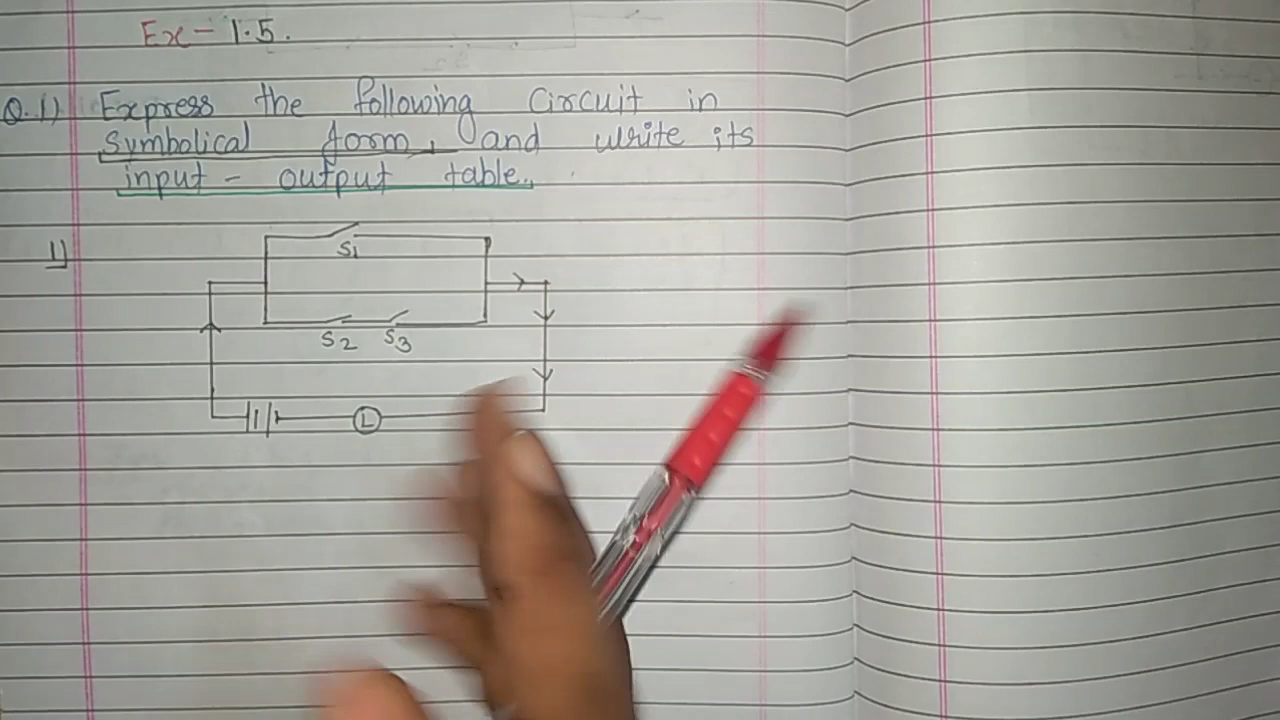 Ex - 1.5.
Q.1) Express the following circuit in
symbolical form, and write its
input - output table.
1)
S1
S2 S3
L